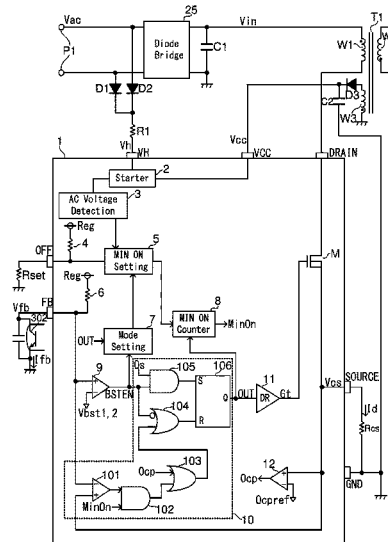 25
T1
Vac
Vin
P1
Diode
Bridge
C1
W1
D1
D2
C2
D3
W3
R1
Vh
VH
Vcc
VCC
DRAIN
1
Starter
2
3
AC Voltage
Detection
Reg
OFF
4
MIN ON
Setting
5
M
Rset
Reg
6
FB
Vfb
302
Ifb
MIN ON
Counter
8
MinOn
OUT
Mode
Setting
7
9
BSTEN
Vbst1,2
Qs
105
106
S
Q
R
104
OUT
DR
11
Gt
SOURCE
Vcs
Id
Rcs
Ocp
103
101
MinOn
102
Ocp
12
Ocpref
GND
10